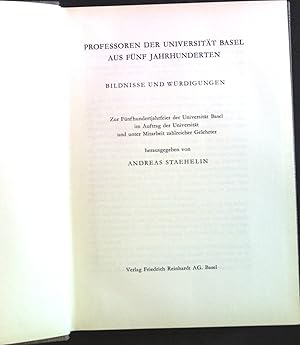 PROFESSOREN DER UNIVERSITÄT BASEL
AUS FÜNF JAHRHUNDERTEN
BILDNISSE UND WÜRDIGUNGEN
Zur Fünfhundertjahrfeier der Universität Basel
im Auftrag der Universität
und unter Mitarbeit zahlreicher Gelehrter
herausgegeben von
ANDREAS STAEHELIN
Verlag Friedrich Reinhardt AG. Basel